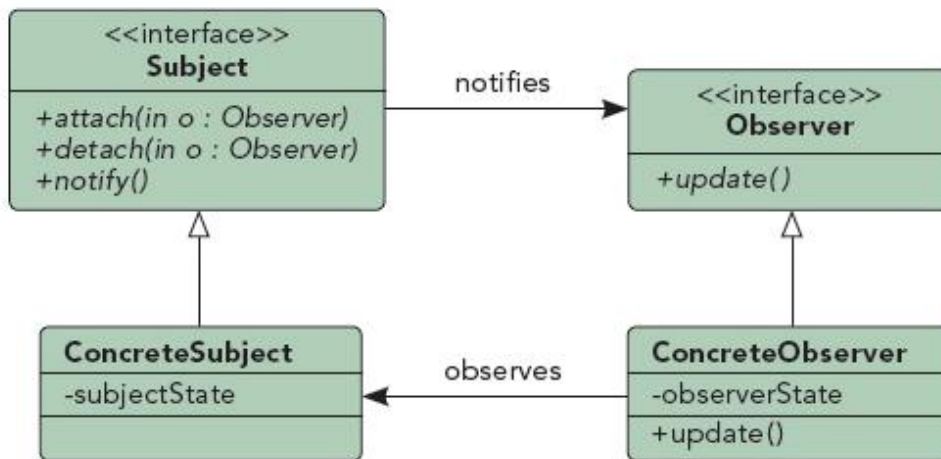 <<interface>>
Subject
+attach(in o : Observer)
+detach(in o : Observer)
+notify()
notifies
<<interface>>
Observer
+update()
ConcreteSubject
-subjectState
observes
ConcreteObserver
-observerState
+update()